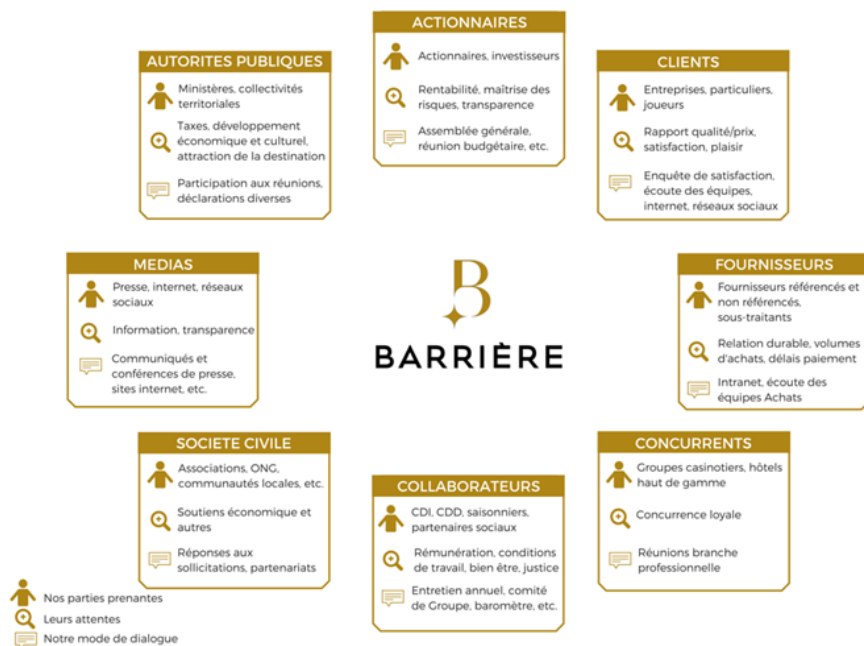 ACTIONNAIRES
Actionnaires, investisseurs
Rentabilité, maîtrise des
risques, transparence
Assemblée générale,
réunion budgétaire, etc.
AUTORITES PUBLIQUES
Ministères, collectivités
territoriales
Taxes, développement
économique et culturel,
attraction de la destination
Participation aux réunions,
déclarations diverses
CLIENTS
Entreprises, particuliers,
joueurs
Rapport qualité/prix,
satisfaction, plaisir
Enquête de satisfaction,
écoute des équipes,
internet, réseaux sociaux
MEDIAS
Presse, internet, réseaux
sociaux
Information, transparence
Communiqués et
conférences de presse,
sites internet, etc.
B
BARRIÈRE
FOURNISSEURS
Fournisseurs référencés et
non référencés,
sous-traitants
Relation durable, volumes
d'achats, délais paiement
Intranet, écoute des
équipes Achats
SOCIETE CIVILE
Associations, ONG,
communautés locales, etc.
Soutiens économique et
autres
Réponses aux
sollicitations, partenariats
COLLABORATEURS
CDI, CDD, saisonniers,
partenaires sociaux
Rémunération, conditions
de travail, bien être, justice
Entretien annuel, comité
de Groupe, baromètre, etc.
CONCURRENTS
Groupes casinotiers, hôtels
haut de gamme
Concurrence loyale
Réunions branche
professionnelle
Nos parties prenantes
Leurs attentes
Notre mode de dialogue